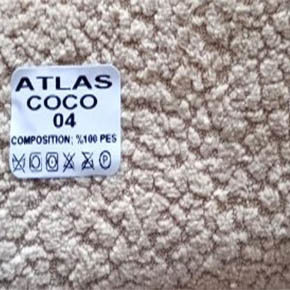 ATLAS
COCO
04
COMPOSITION; %100 PES
P